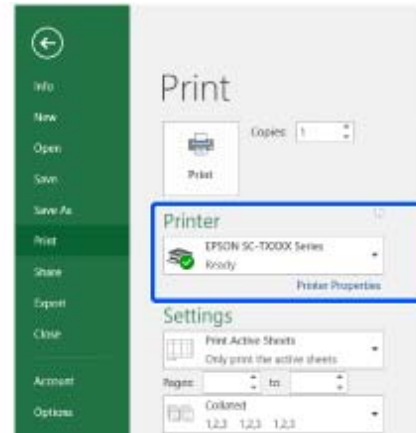 Info
New
Open
Save
Save As
Print
Share
Export
Close
Account
Options
Print
Copies: 1
Print
Printer
EPSON SC-TXXXX Series
Ready
Printer Properties
Settings
Print Active Sheets
Only print the active sheets
Pages: to
Collated
1,2,3 1,2,3 1,2,3